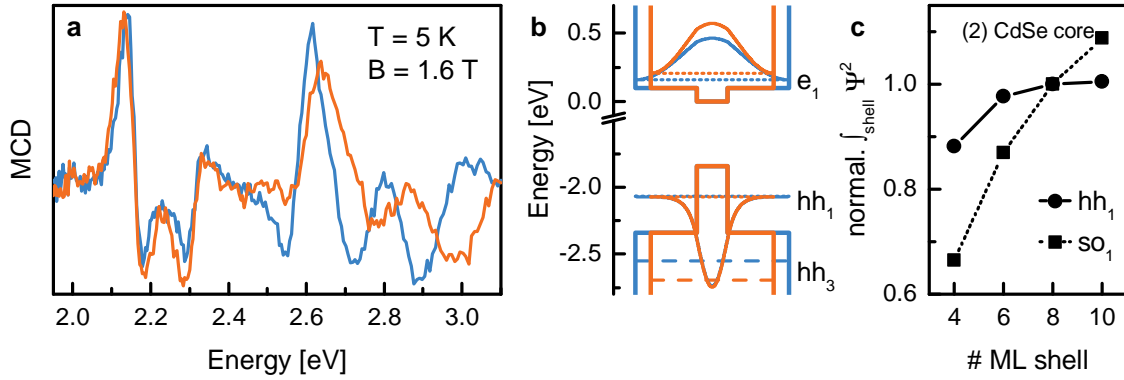 a
T = 5 K
B = 1.6 T
MCD
2.0
2.2
2.4
2.6
2.8
3.0
Energy [eV]
b
Energy [eV]
0.5
0.0
-2.0
-2.5
e1
hh1
hh3
c
(2) CdSe core
normal. ∫shell Ψ²
1.0
0.8
0.6
hh1
so1
4
6
8
10
# ML shell